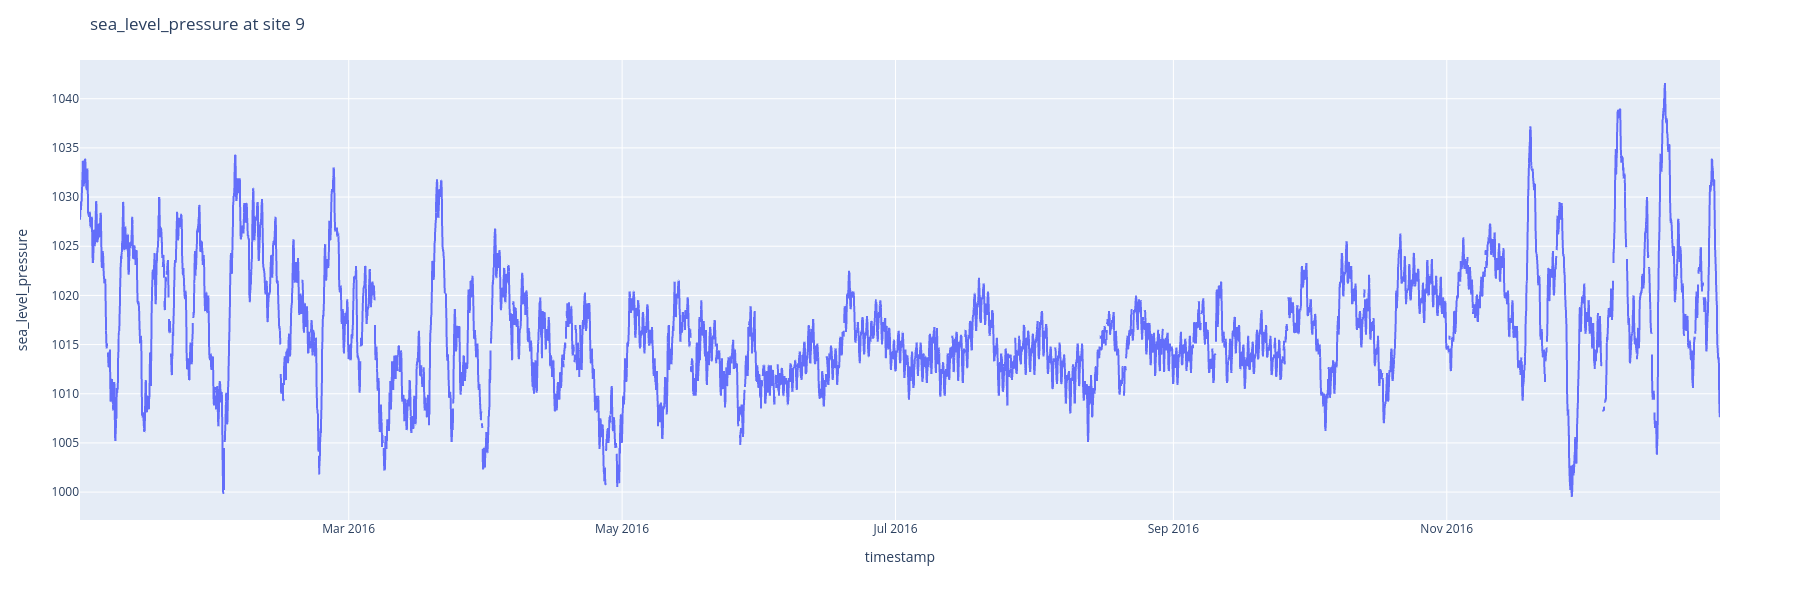 sea_level_pressure at site 9
sea_level_pressure
1040
1035
1030
1025
1020
1015
1010
1005
1000
Mar 2016
May 2016
Jul 2016
Sep 2016
Nov 2016
timestamp